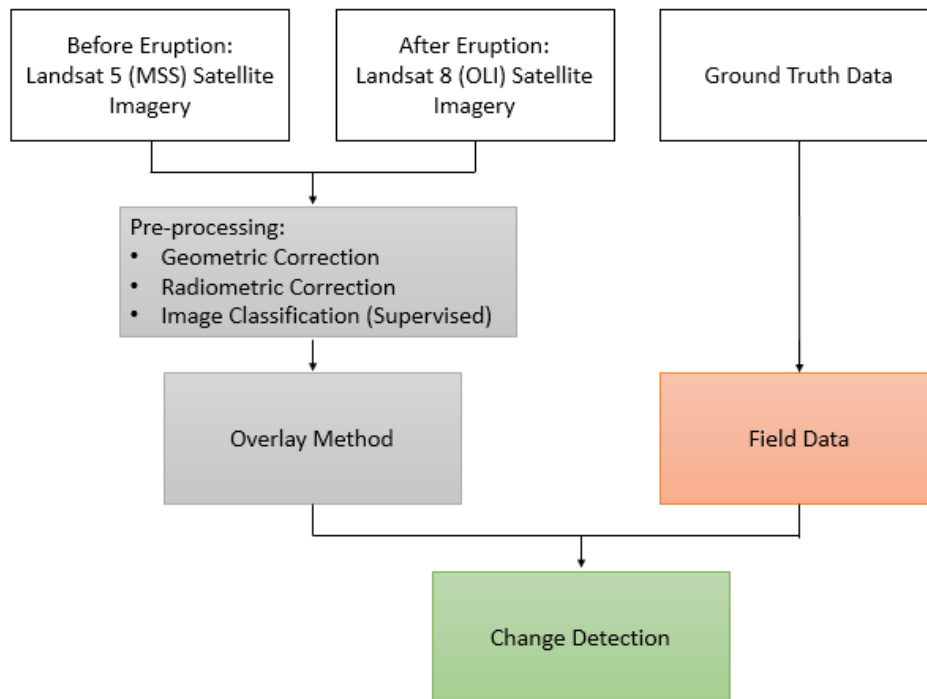 Before Eruption:
Landsat 5 (MSS) Satellite
Imagery
After Eruption:
Landsat 8 (OLI) Satellite
Imagery
Ground Truth Data
Pre-processing:
• Geometric Correction
• Radiometric Correction
• Image Classification (Supervised)
Overlay Method
Field Data
Change Detection